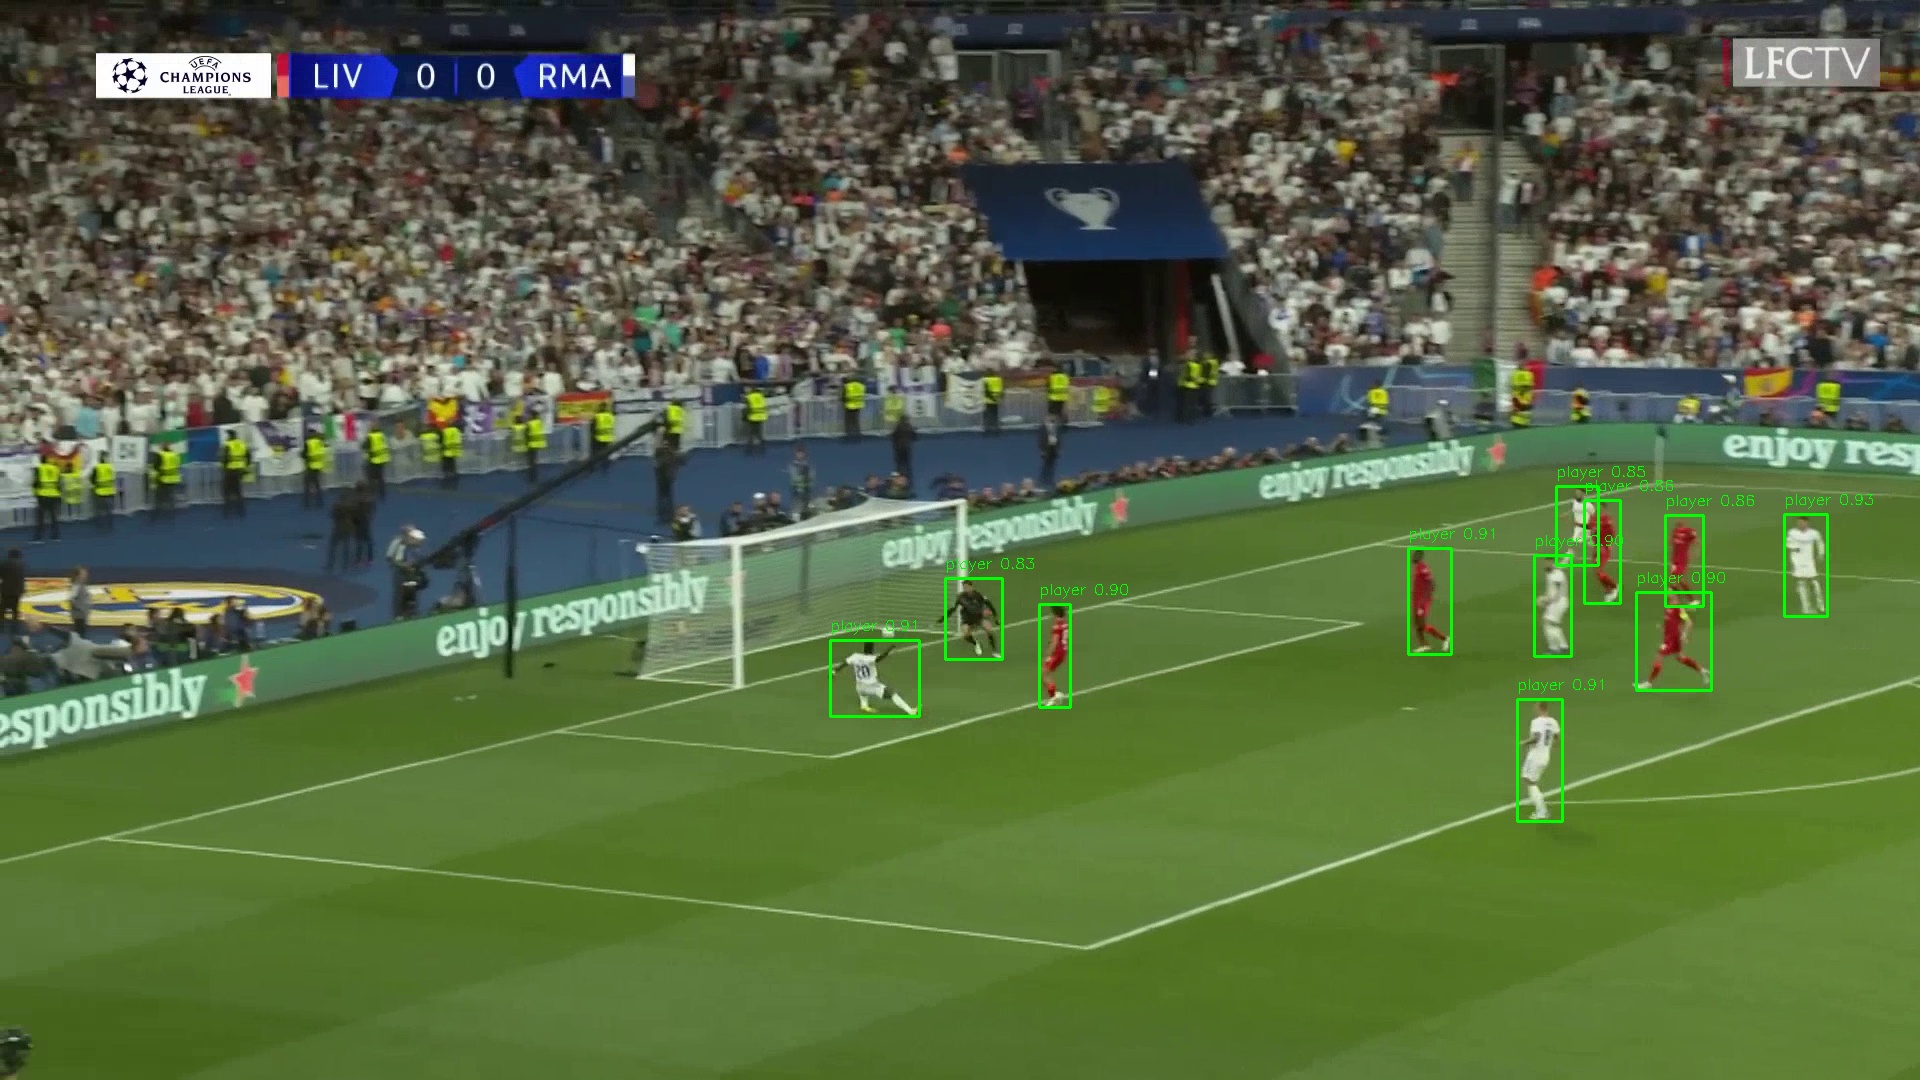 UEFA
CHAMPIONS
LEAGUE
LIV 0 0 RMA
LFCTV
enjoy res
enjoy responsibly
enjoy responsibly
enjoy responsibly
esponsibly
player 0.85
player 0.86
player 0.93
player 0.91
player 0.90
player 0.90
player 0.83
player 0.90
player 0.91
player 0.91
20
8